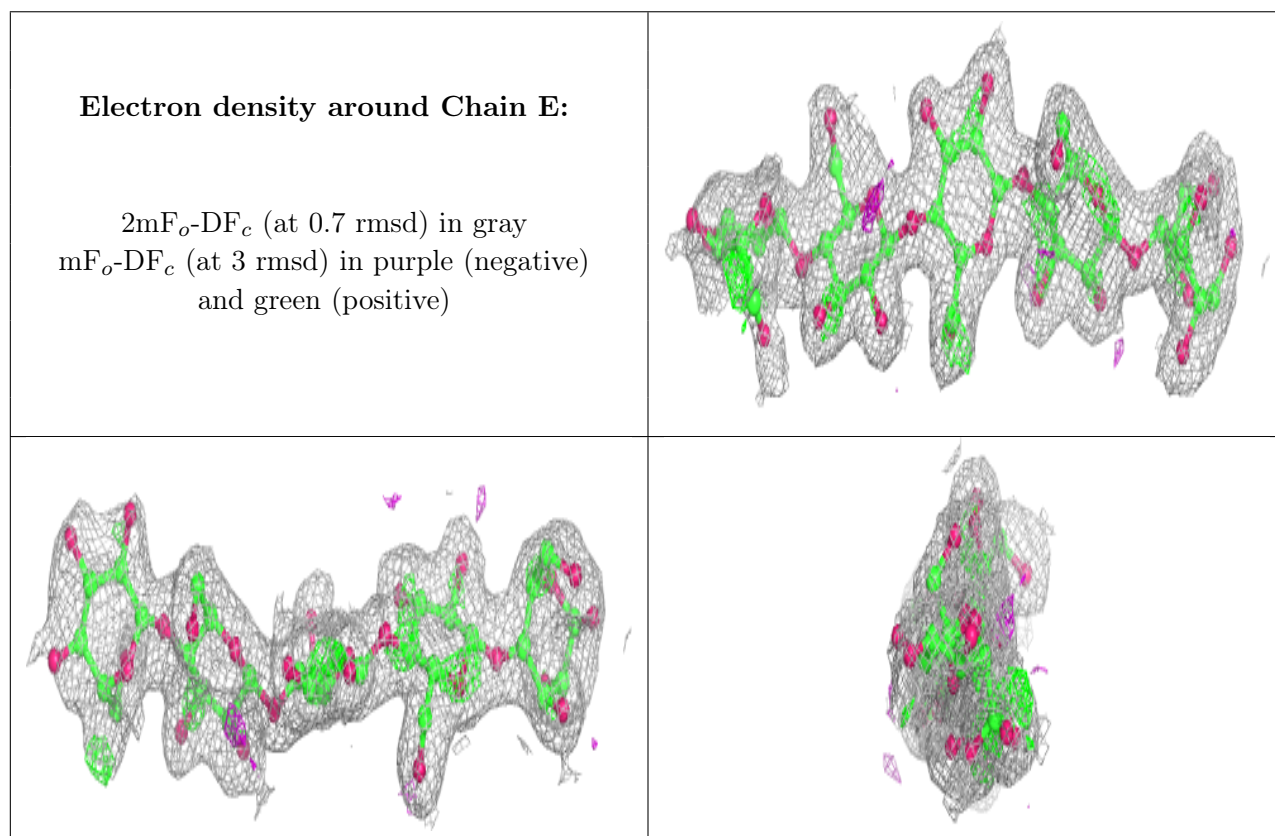 Electron density around Chain E:
2mFₒ-DF𝒸 (at 0.7 rmsd) in gray
mFₒ-DF𝒸 (at 3 rmsd) in purple (negative)
and green (positive)